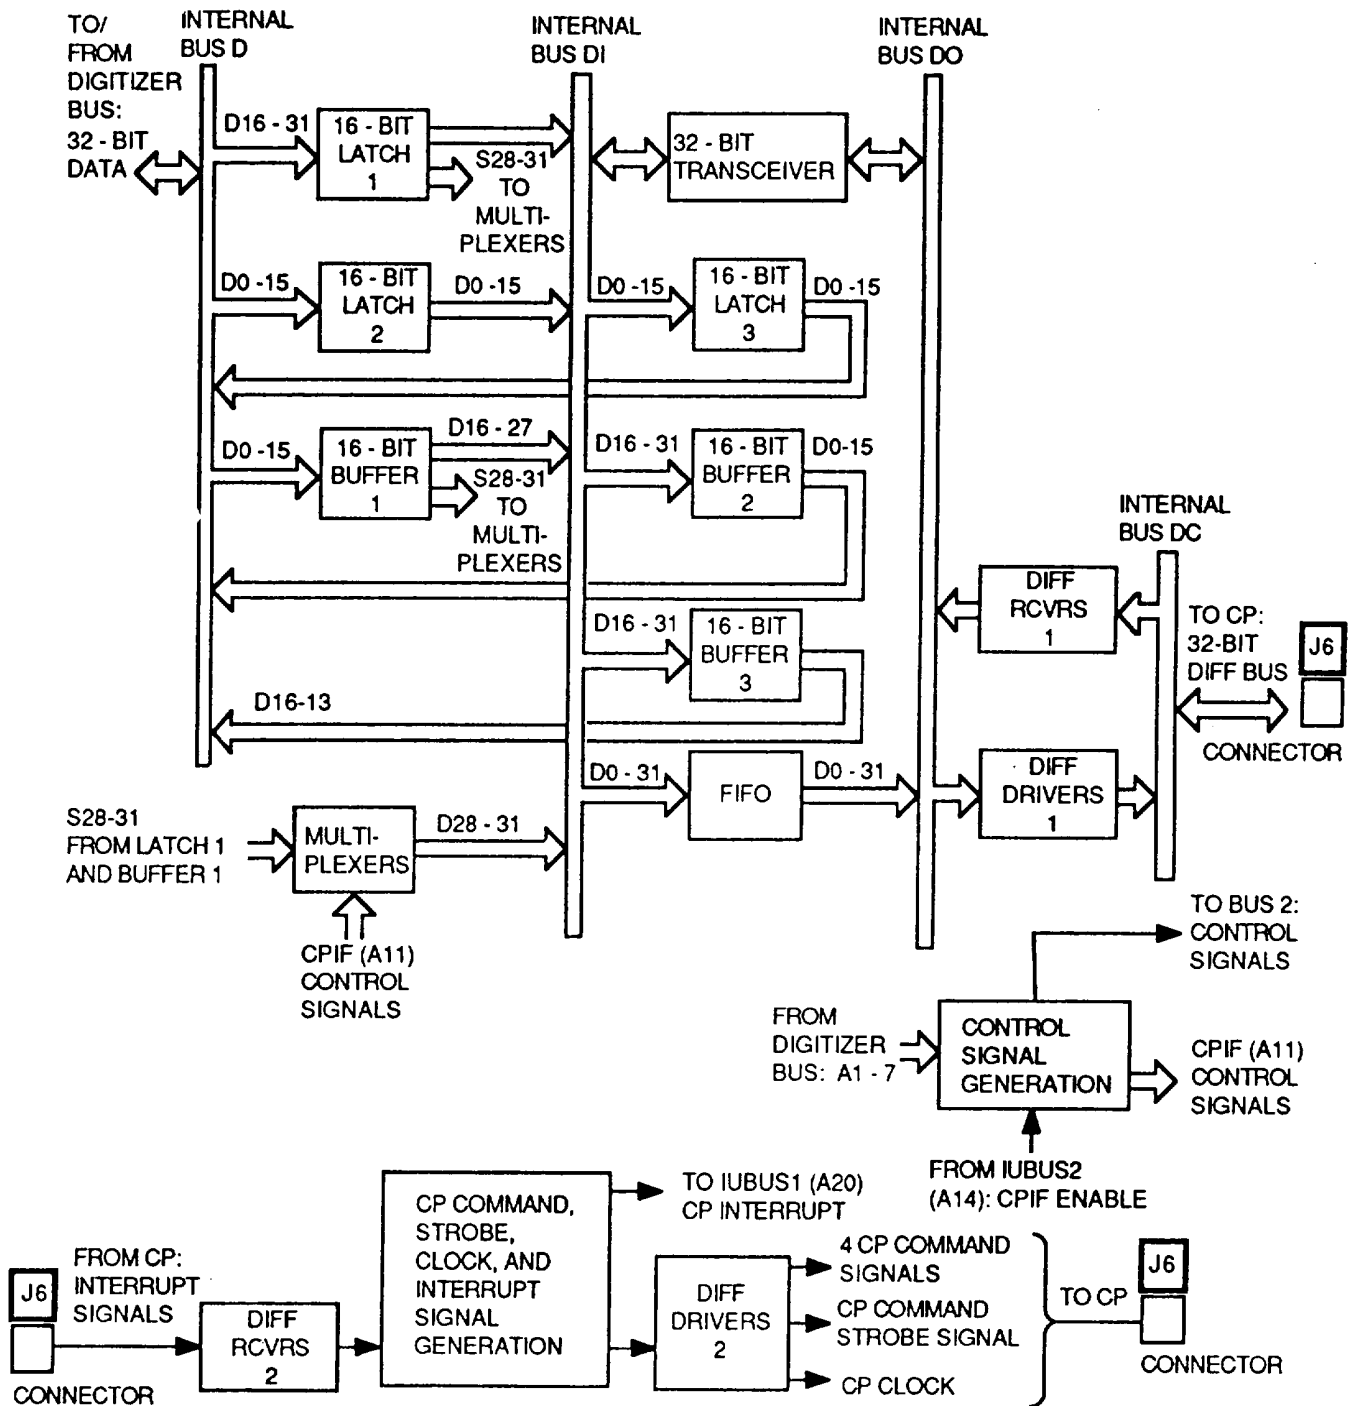 TO/
FROM
DIGITIZER
BUS:
32 - BIT
DATA
INTERNAL
BUS D
INTERNAL
BUS DI
INTERNAL
BUS DO
D16 - 31
16 - BIT
LATCH
1
S28-31
TO
MULTI-
PLEXERS
32 - BIT
TRANSCEIVER
D0 -15
16 - BIT
LATCH
2
D0 -15
D0 -15
16 - BIT
LATCH
3
D0 -15
D0 -15
16 - BIT
BUFFER
1
D16 - 27
S28-31
TO
MULTI-
PLEXERS
D16 - 31
16 - BIT
BUFFER
2
D0-15
INTERNAL
BUS DC
DIFF
RCVRS
1
TO CP:
32-BIT
DIFF BUS
J6
CONNECTOR
D16 - 31
16 - BIT
BUFFER
3
D16-13
D0 - 31
FIFO
D0 - 31
DIFF
DRIVERS
1
S28-31
FROM LATCH 1
AND BUFFER 1
MULTI-
PLEXERS
D28 - 31
CPIF (A11)
CONTROL
SIGNALS
TO BUS 2:
CONTROL
SIGNALS
FROM
DIGITIZER
BUS: A1 - 7
CONTROL
SIGNAL
GENERATION
CPIF (A11)
CONTROL
SIGNALS
FROM IUBUS2
(A14): CPIF ENABLE
J6
CONNECTOR
FROM CP:
INTERRUPT
SIGNALS
DIFF
RCVRS
2
CP COMMAND,
STROBE,
CLOCK, AND
INTERRUPT
SIGNAL
GENERATION
TO IUBUS1 (A20)
CP INTERRUPT
DIFF
DRIVERS
2
4 CP COMMAND
SIGNALS
CP COMMAND
STROBE SIGNAL
CP CLOCK
TO CP
J6
CONNECTOR